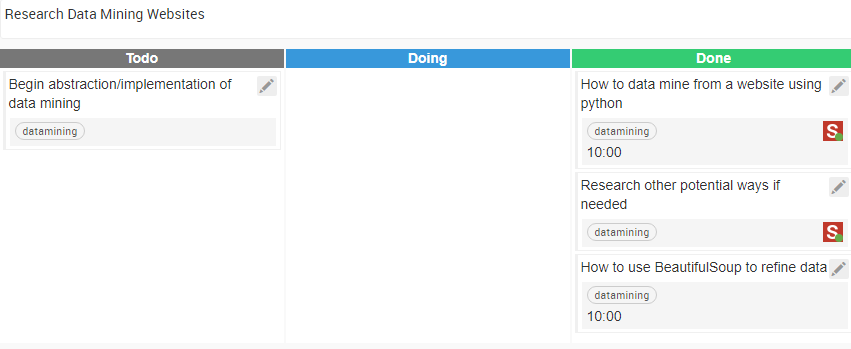 Research Data Mining Websites
Todo
Doing
Done
Begin abstraction/implementation of
data mining
datamining
How to data mine from a website using
python
datamining
S
10:00
Research other potential ways if
needed
datamining
S
How to use BeautifulSoup to refine data
datamining
10:00